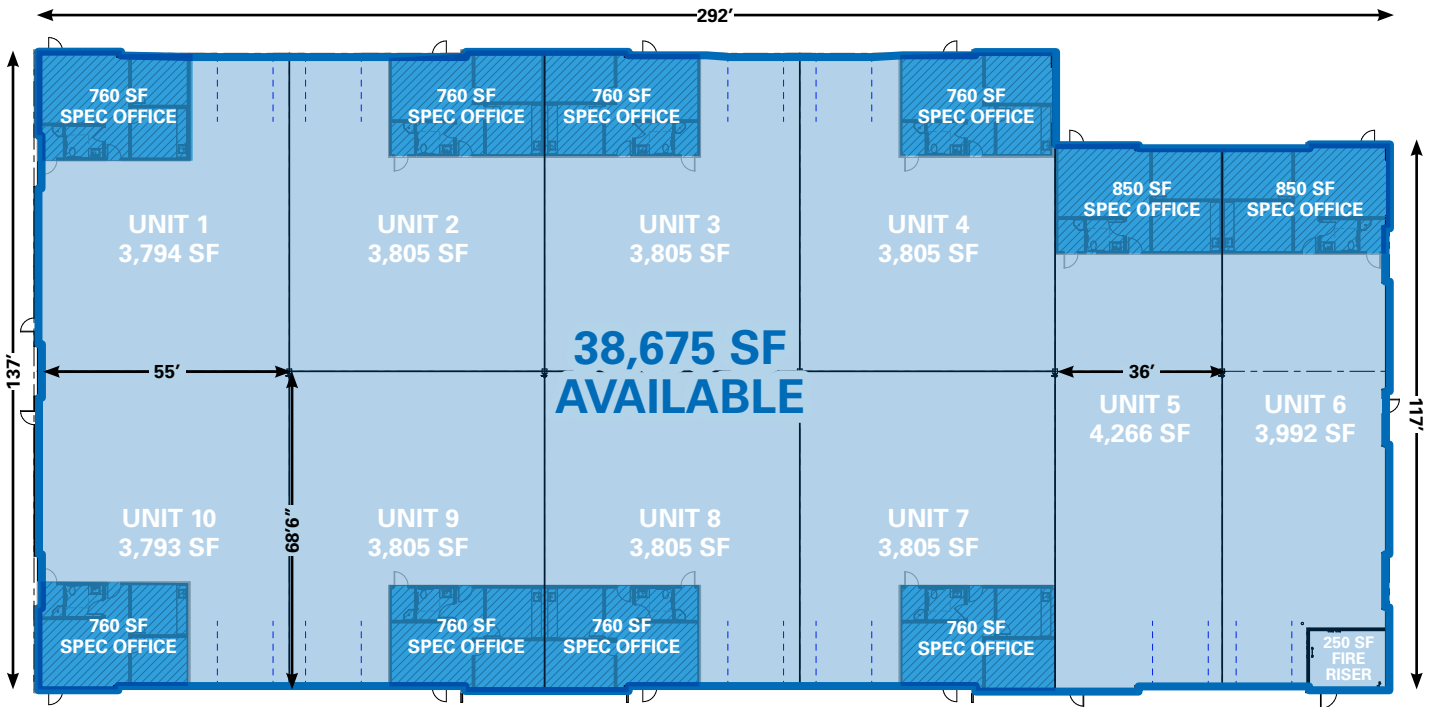 292′
760 SF
SPEC OFFICE
760 SF
SPEC OFFICE
760 SF
SPEC OFFICE
760 SF
SPEC OFFICE
850 SF
SPEC OFFICE
850 SF
SPEC OFFICE
UNIT 1
3,794 SF
UNIT 2
3,805 SF
UNIT 3
3,805 SF
UNIT 4
3,805 SF
38,675 SF
AVAILABLE
137′
55′
36′
117′
UNIT 5
4,266 SF
UNIT 6
3,992 SF
68′6″
UNIT 10
3,793 SF
UNIT 9
3,805 SF
UNIT 8
3,805 SF
UNIT 7
3,805 SF
760 SF
SPEC OFFICE
760 SF
SPEC OFFICE
760 SF
SPEC OFFICE
760 SF
SPEC OFFICE
250 SF
FIRE
RISER